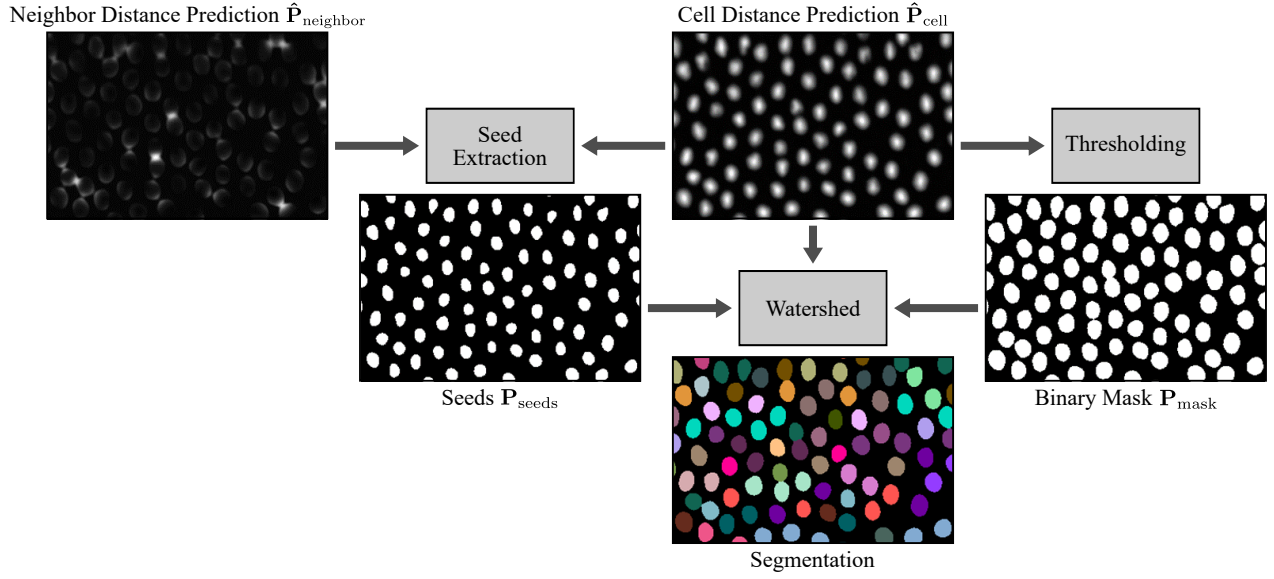 Neighbor Distance Prediction P̂neighbor
Cell Distance Prediction P̂cell
Seed
Extraction
Thresholding
Watershed
Seeds Pseeds
Binary Mask Pmask
Segmentation